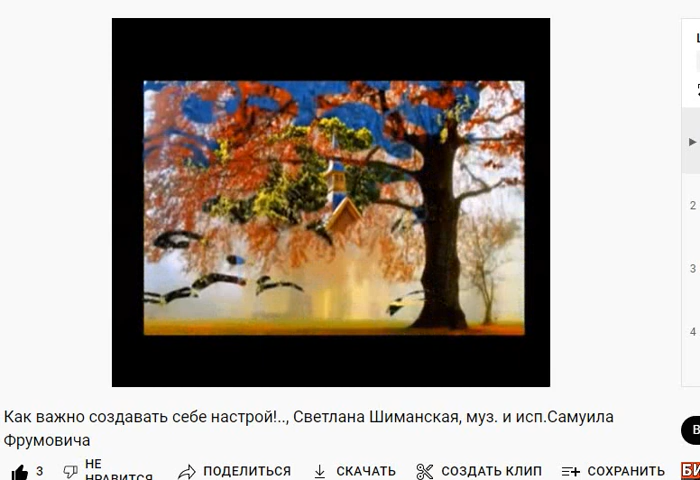 Как важно создавать себе настрой!.., Светлана Шиманская, муз. и исп.Самуила
Фрумовича
3
НЕ
НРАВИТСЯ
ПОДЕЛИТЬСЯ
СКАЧАТЬ
СОЗДАТЬ КЛИП
СОХРАНИТЬ
2
3
4